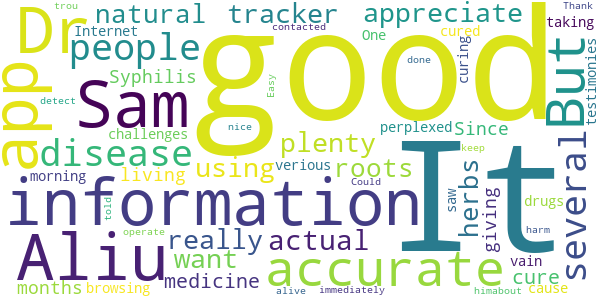 trou Dr natural tracker appreciate Thank
Internet people contacted One cured taking
app Sam good But testimonies
Syphilis Easy done curing
detect challenges plenty perplexed Since
disease nice
morning living using verious roots saw herbs giving several
information It keep drugs
told really actual Could want vain harm
Aliu accurate cure
operate medicine
months browsing alive immediately himabout cause